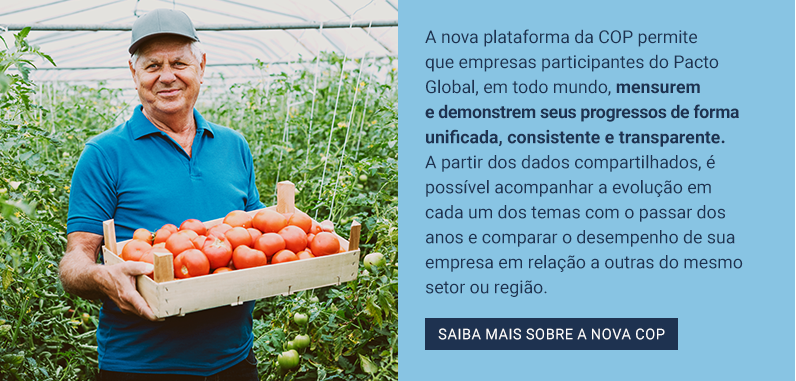 A nova plataforma da COP permite
que empresas participantes do Pacto
Global, em todo mundo, mensurem
e demonstrem seus progressos de forma
unificada, consistente e transparente.
A partir dos dados compartilhados, é
possível acompanhar a evolução em
cada um dos temas com o passar dos
anos e comparar o desempenho de sua
empresa em relação a outras do mesmo
setor ou região.
SAIBA MAIS SOBRE A NOVA COP